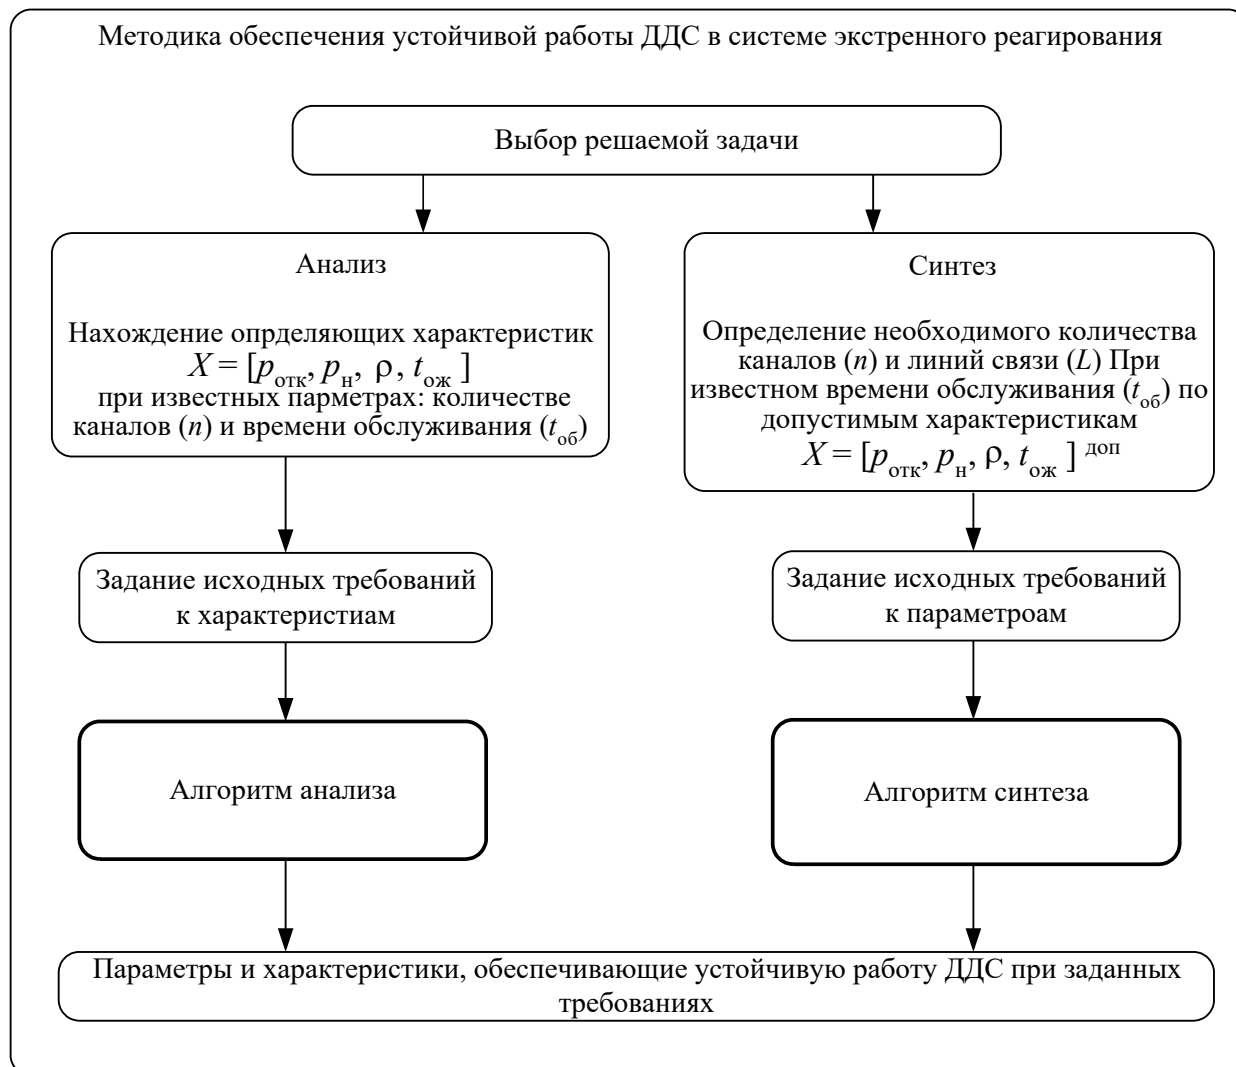 Методика обеспечения устойчивой работы ДДС в системе экстренного реагирования
Выбор решаемой задачи
Анализ
Нахождение опрделяющих характеристик
X = [pотк, pн, ρ, tож ]
при известных парметрах: количестве
каналов (n) и времени обслуживания (tоб)
Синтез
Определение необходимого количества
каналов (n) и линий связи (L) При
известном времени обслуживания (tоб) по
допустимым характеристикам
X = [pотк, pн, ρ, tож ] доп
Задание исходных требований
к характеристиам
Задание исходных требований
к параметроам
Алгоритм анализа
Алгоритм синтеза
Параметры и характеристики, обеспечивающие устойчивую работу ДДС при заданных
требованиях